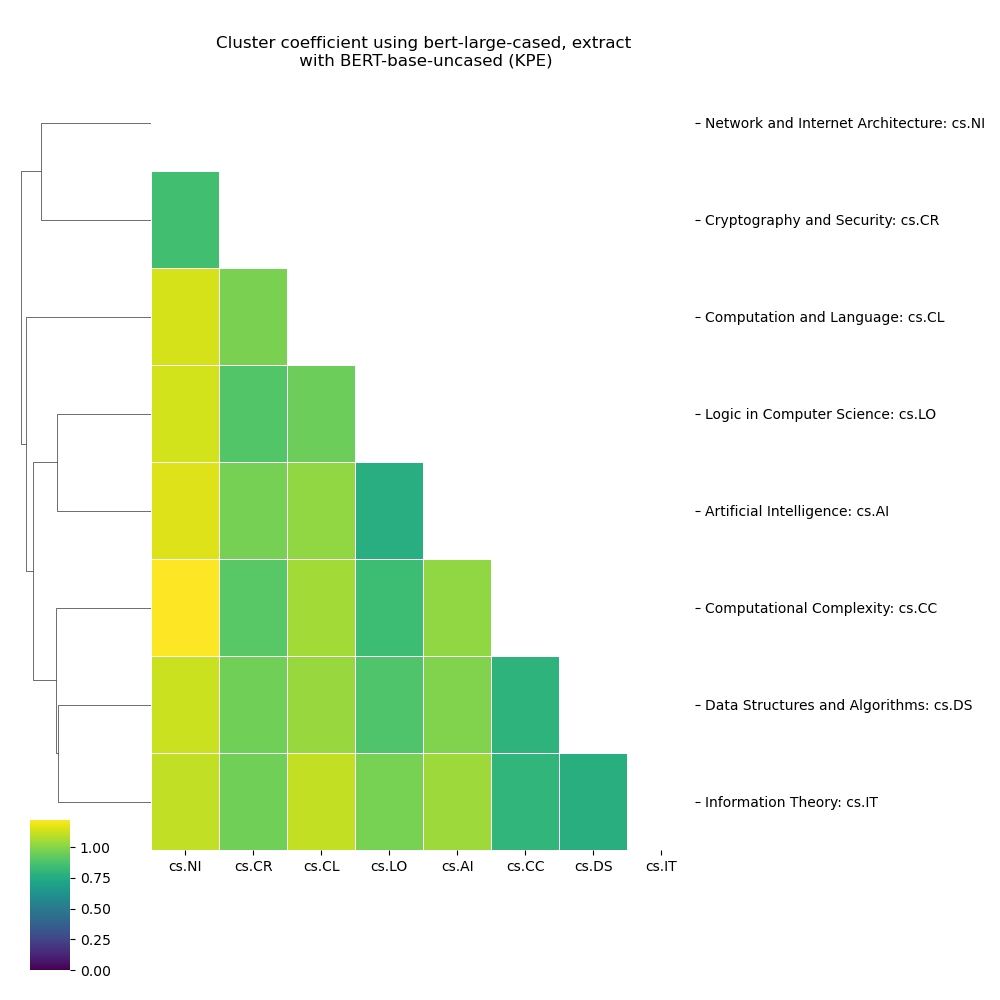 Cluster coefficient using bert-large-cased, extract
with BERT-base-uncased (KPE)
Network and Internet Architecture: cs.NI
Cryptography and Security: cs.CR
Computation and Language: cs.CL
Logic in Computer Science: cs.LO
Artificial Intelligence: cs.AI
Computational Complexity: cs.CC
Data Structures and Algorithms: cs.DS
Information Theory: cs.IT
cs.NI cs.CR cs.CL cs.LO cs.AI cs.CC cs.DS cs.IT
1.00
0.75
0.50
0.25
0.00